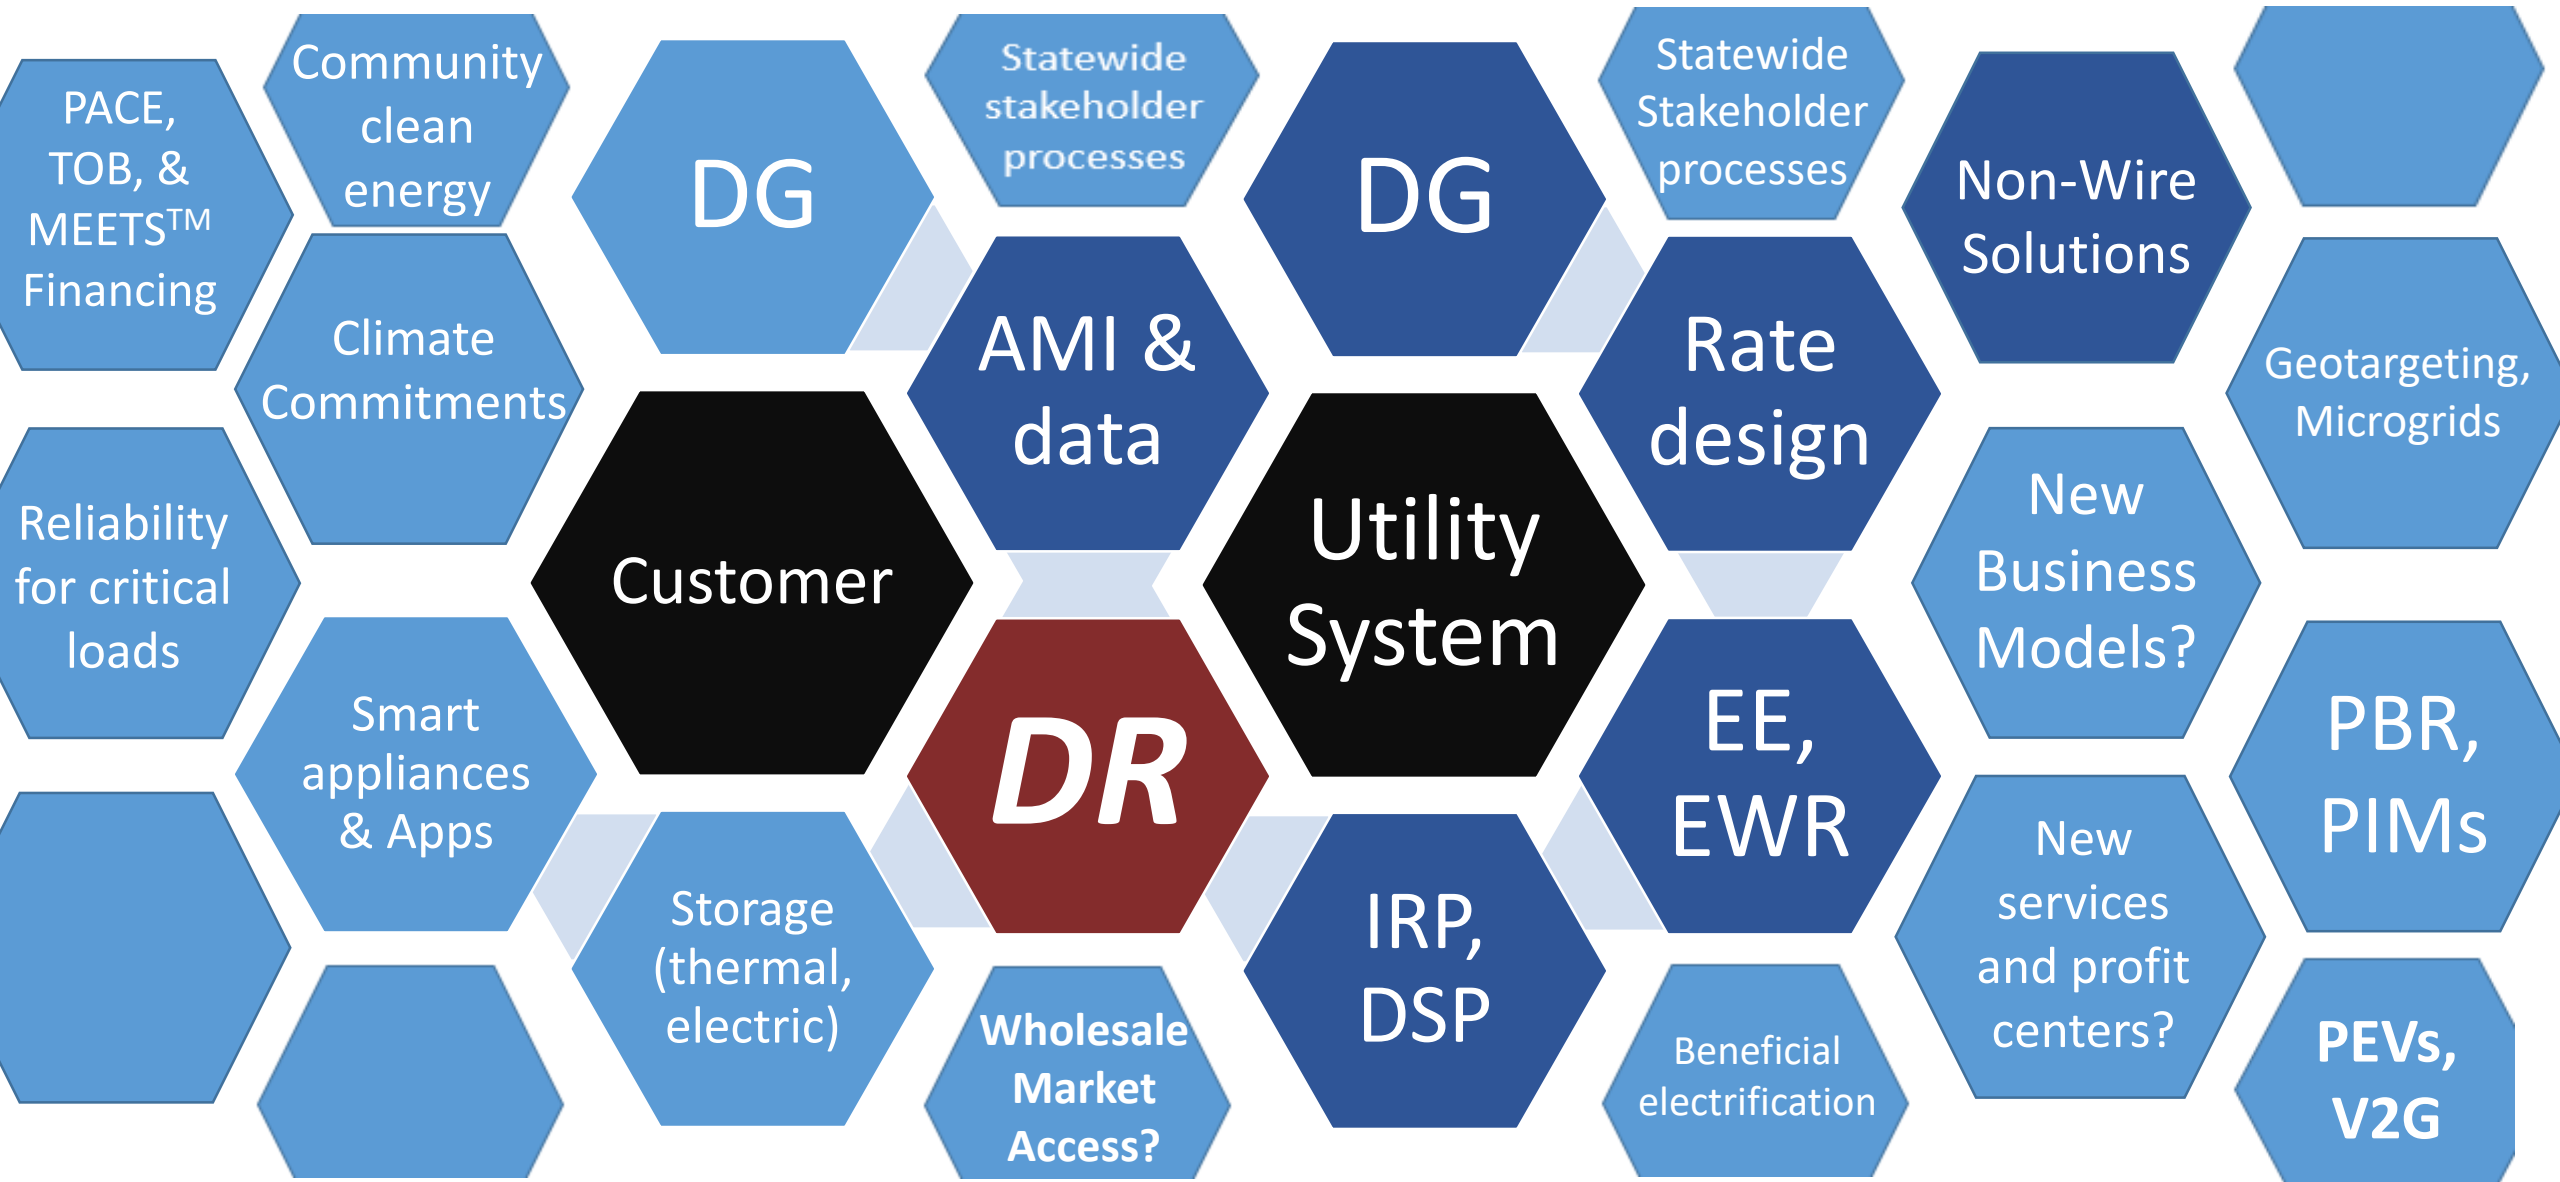 PACE,
TOB, &
MEETS™
Financing
Community
clean
energy
Climate
Commitments
Reliability
for critical
loads
Smart
appliances
& Apps
DG
Customer
Storage
(thermal,
electric)
Statewide
stakeholder
processes
AMI &
data
DR
Wholesale
Market
Access?
DG
Utility
System
IRP,
DSP
Statewide
Stakeholder
processes
Rate
design
EE,
EWR
Beneficial
electrification
Non-Wire
Solutions
New
Business
Models?
New
services
and profit
centers?
Geotargeting,
Microgrids
PBR,
PIMs
PEVs,
V2G